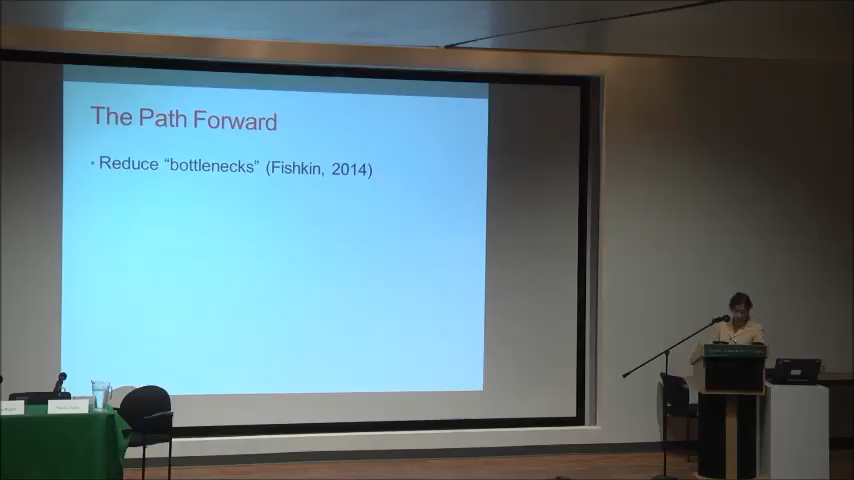 The Path Forward
• Reduce “bottlenecks” (Fishkin, 2014)